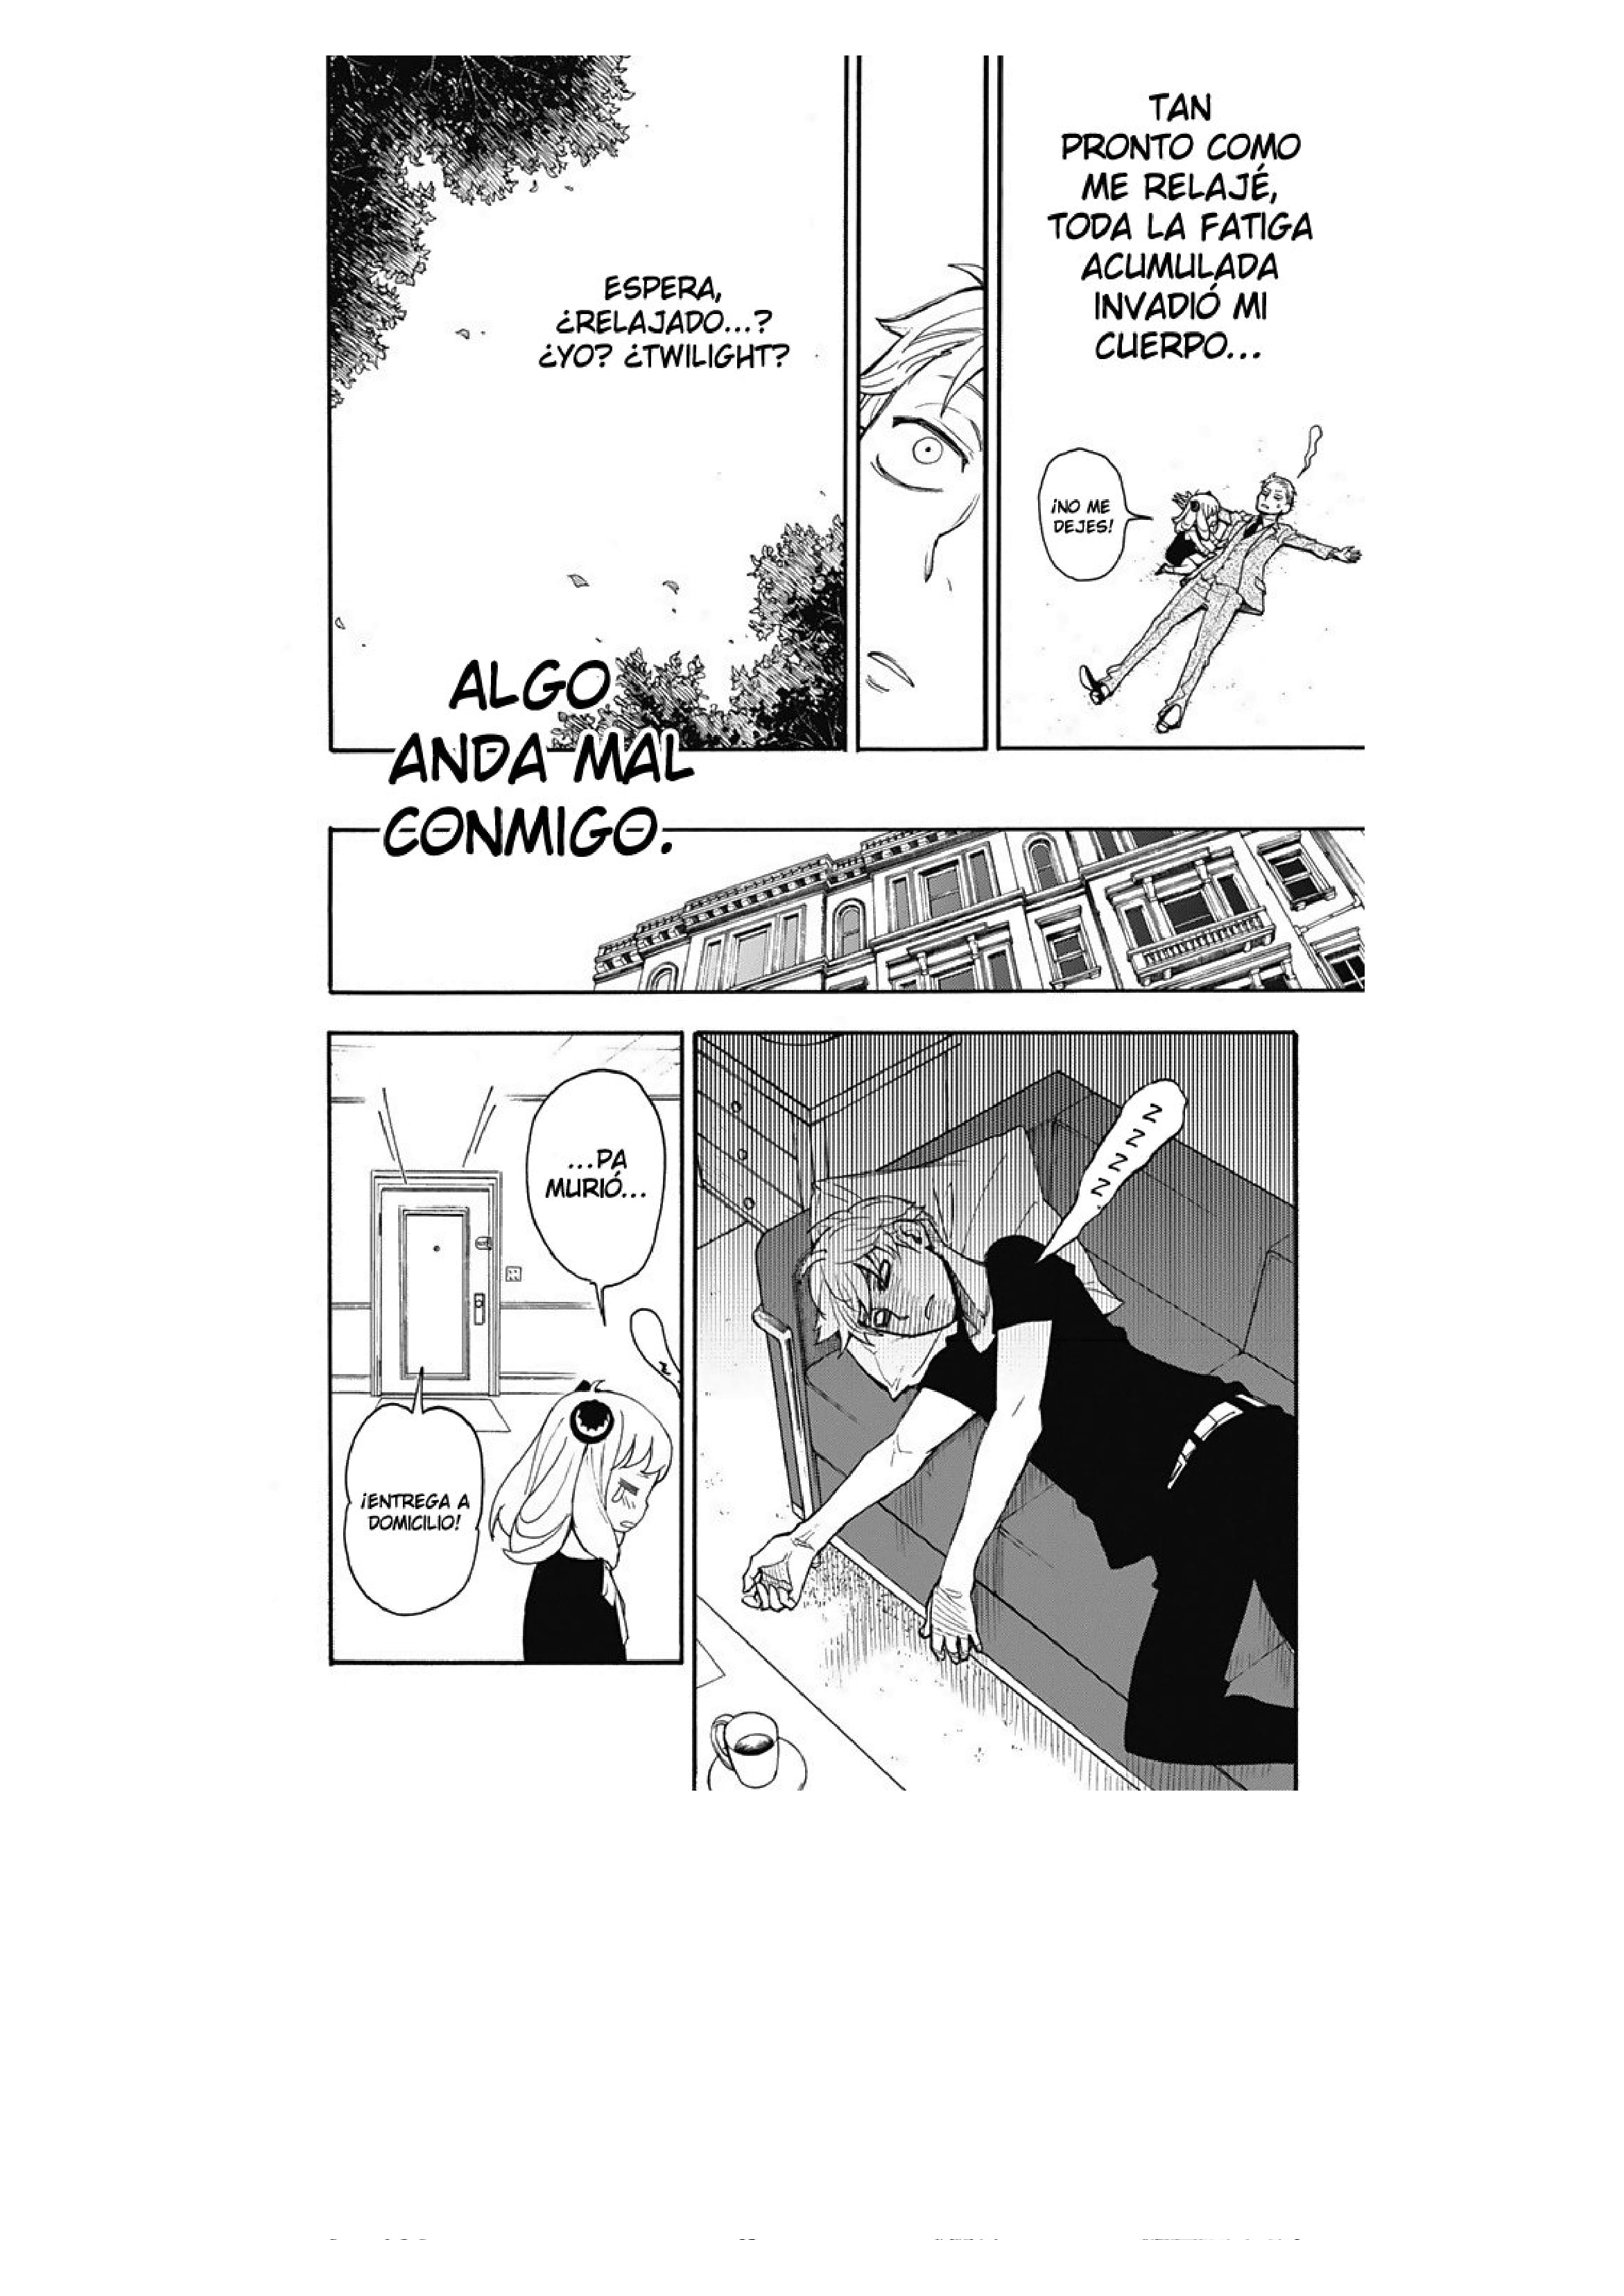 TAN
PRONTO COMO
ME RELAJÉ,
TODA LA FATIGA
ACUMULADA
INVADIÓ MI
CUERPO...
¡NO ME
DEJES!
ESPERA,
¿RELAJADO...?
¿YO? ¿TWILIGHT?
ALGO
ANDA MAL
CONMIGO.
Z
Z
Z
Z
...PA
MURIÓ...
z
¡ENTREGA A
DOMICILIO!